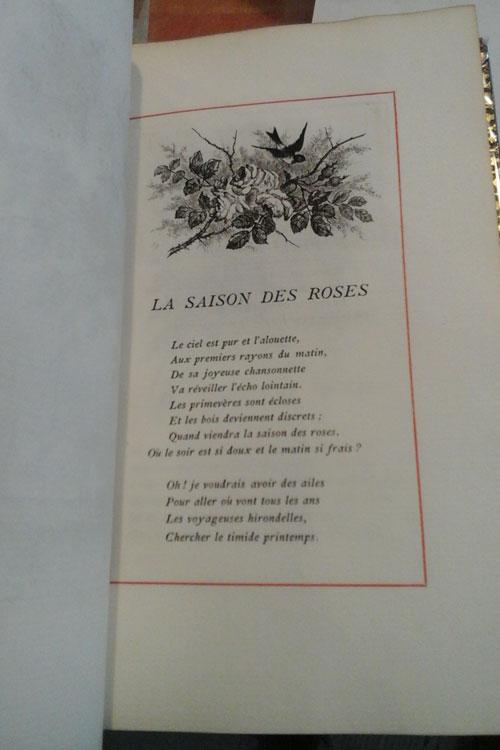 LA SAISON DES ROSES
Le ciel est pur et l'alouette,
Aux premiers rayons du matin,
De sa joyeuse chansonnette
Va réveiller l'écho lointain.
Les primevères sont écloses
Et les bois deviennent discrets ;
Quand viendra la saison des roses,
Où le soir est si doux et le matin si frais ?
Oh ! je voudrais avoir des ailes
Pour aller où vont tous les ans
Les voyageuses hirondelles,
Chercher le timide printemps.